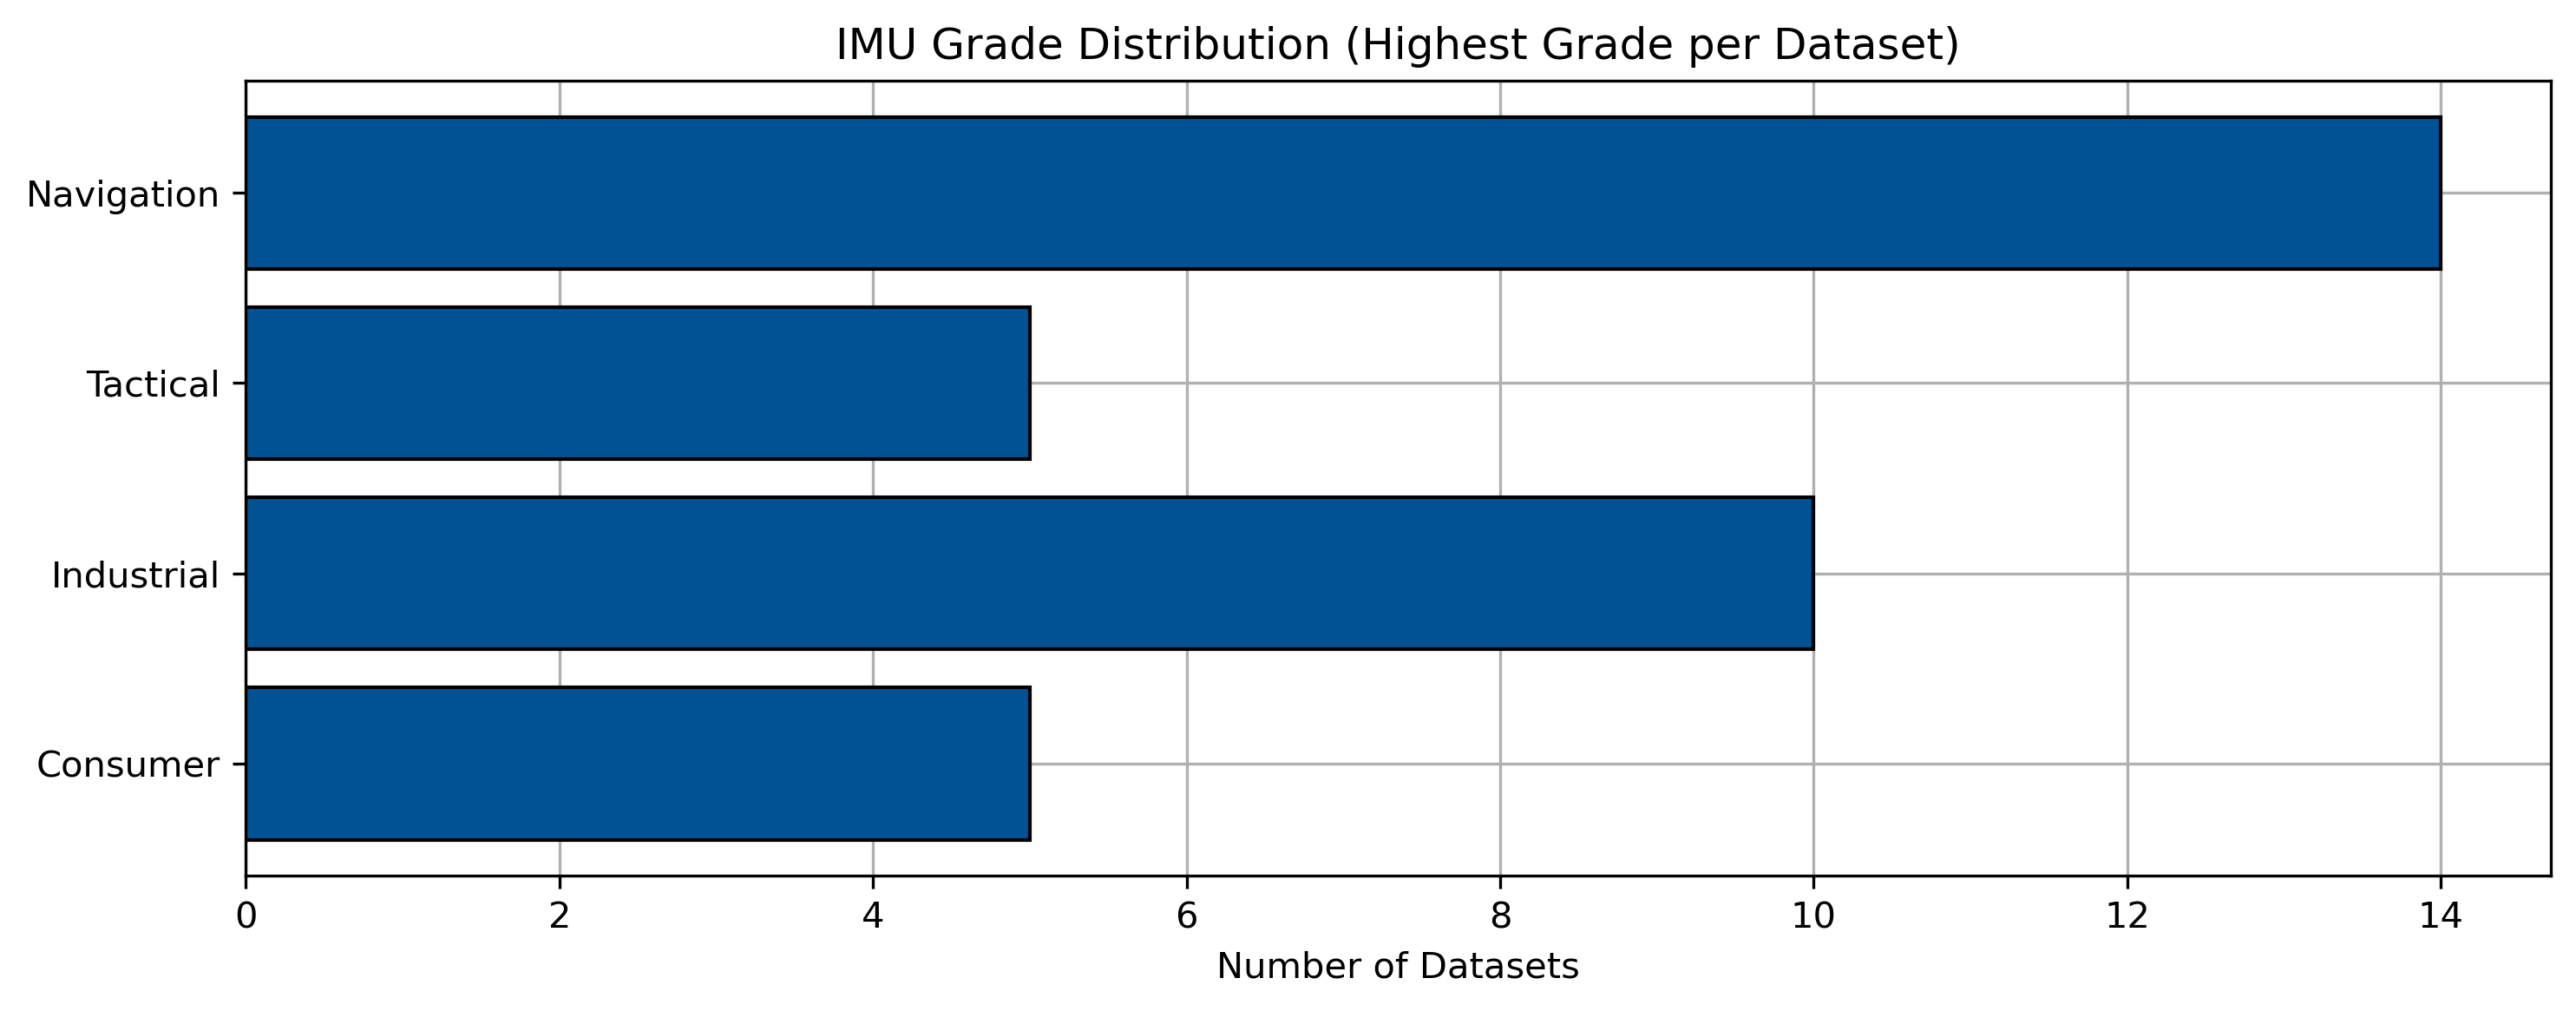 IMU Grade Distribution (Highest Grade per Dataset)
Navigation
Tactical
Industrial
Consumer
0 2 4 6 8 10 12 14
Number of Datasets